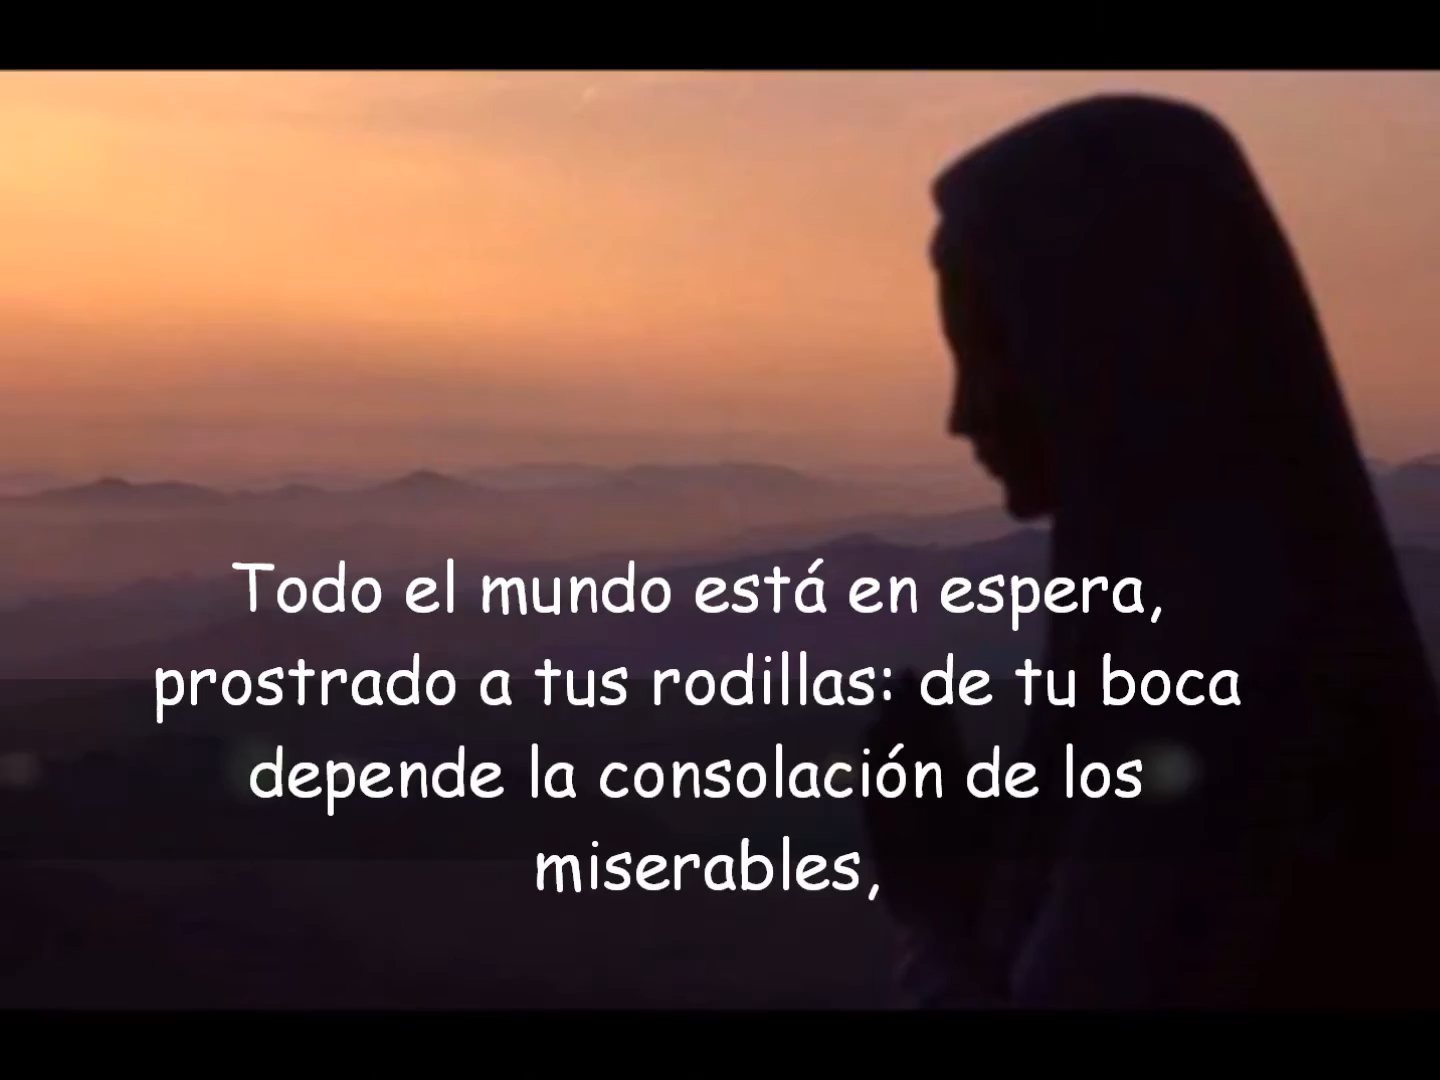 Todo el mundo está en espera,
prostrado a tus rodillas: de tu boca
depende la consolación de los
miserables,